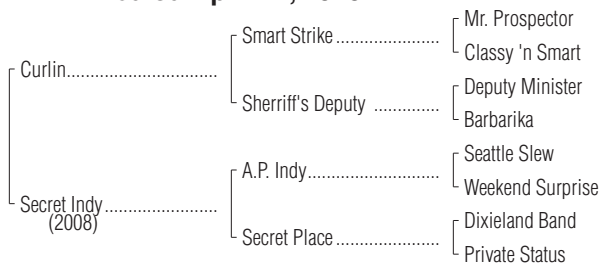 Mr. Prospector
Smart Strike
Classy 'n Smart
Curlin
Deputy Minister
Sherriff's Deputy
Barbarika
Seattle Slew
A.P. Indy
Weekend Surprise
Secret Indy
(2008)
Dixieland Band
Secret Place
Private Status